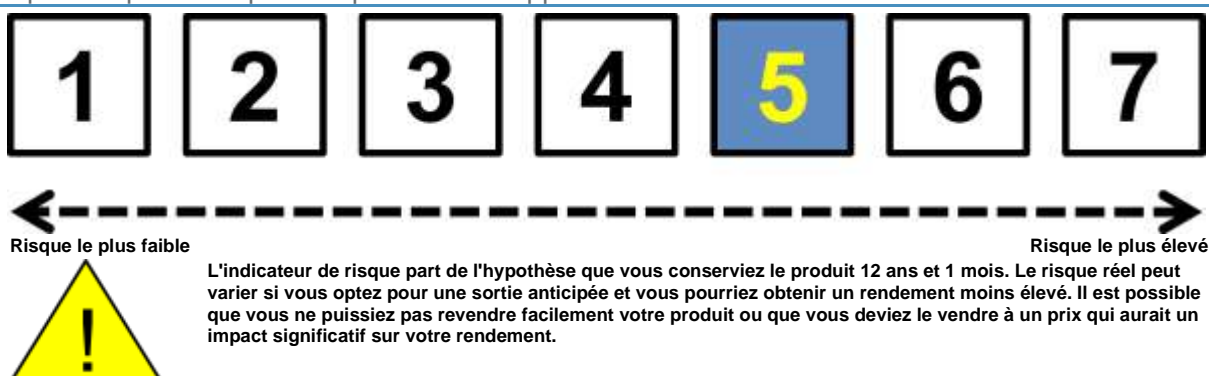 1 2 3 4 5 6 7
Risque le plus faible Risque le plus élevé
L'indicateur de risque part de l'hypothèse que vous conserviez le produit 12 ans et 1 mois. Le risque réel peut
varier si vous optez pour une sortie anticipée et vous pourriez obtenir un rendement moins élevé. Il est possible
que vous ne puissiez pas revendre facilement votre produit ou que vous deviez le vendre à un prix qui aurait un
impact significatif sur votre rendement.
!